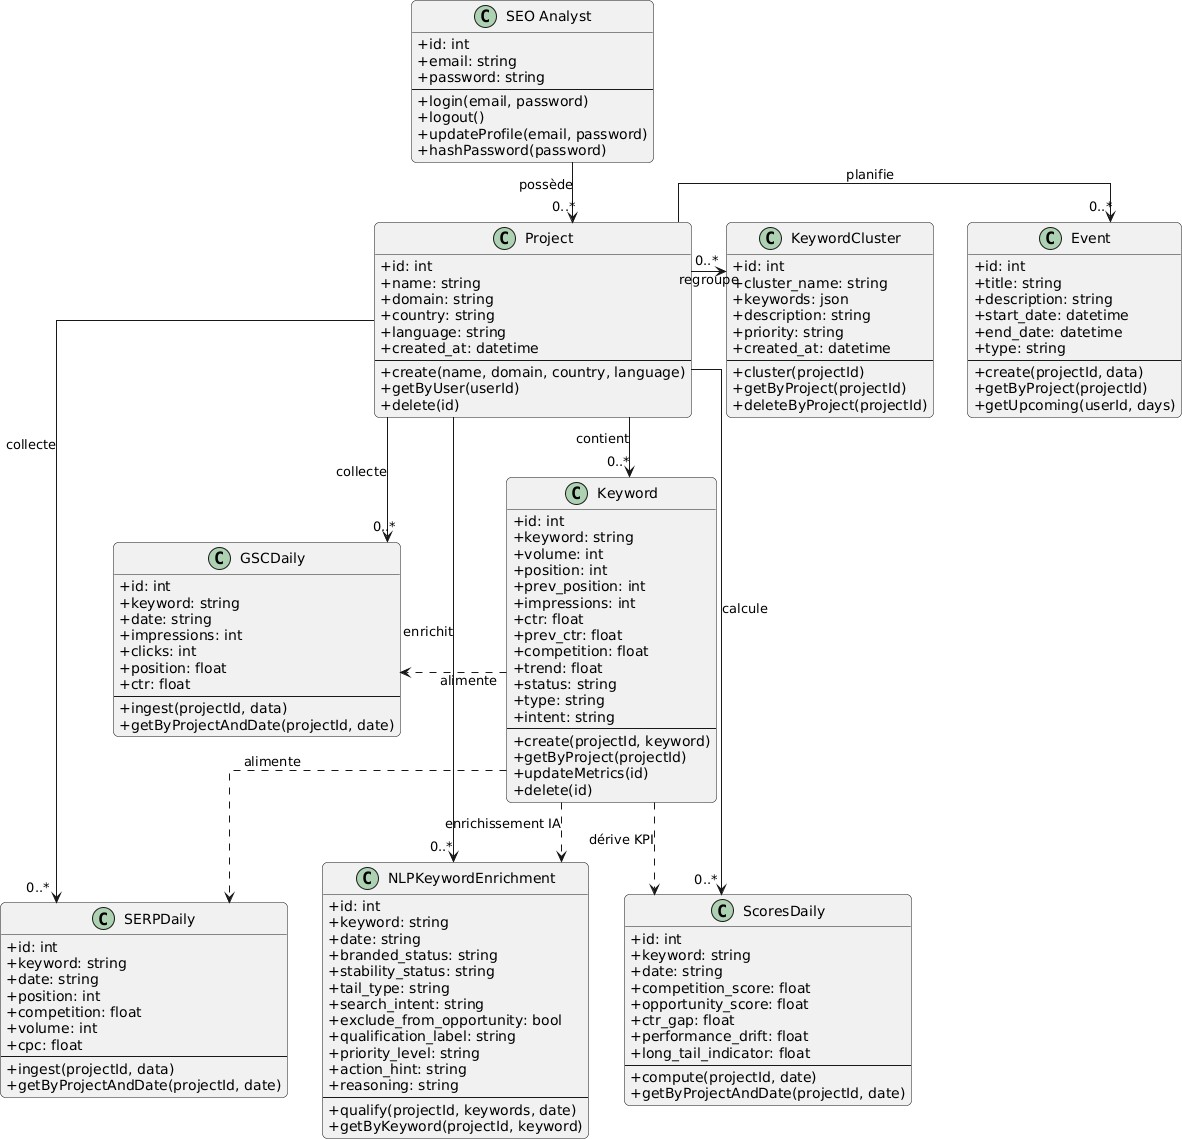 C SEO Analyst
+id: int
+email: string
+password: string
+login(email, password)
+logout()
+updateProfile(email, password)
+hashPassword(password)
possède
0..*
planifie
0..*
C Project
+id: int
+name: string
+domain: string
+country: string
+language: string
+created_at: datetime
+create(name, domain, country, language)
+getByUser(userId)
+delete(id)
0..*
regroupe
C KeywordCluster
+id: int
+cluster_name: string
+keywords: json
+description: string
+priority: string
+created_at: datetime
+cluster(projectId)
+getByProject(projectId)
+deleteByProject(projectId)
C Event
+id: int
+title: string
+description: string
+start_date: datetime
+end_date: datetime
+type: string
+create(projectId, data)
+getByProject(projectId)
+getUpcoming(userId, days)
collecte
collecte
0..*
contient
0..*
C GSCDaily
+id: int
+keyword: string
+date: string
+impressions: int
+clicks: int
+position: float
+ctr: float
+ingest(projectId, data)
+getByProjectAndDate(projectId, date)
enrichit
alimente
C Keyword
+id: int
+keyword: string
+volume: int
+position: int
+prev_position: int
+impressions: int
+ctr: float
+prev_ctr: float
+competition: float
+trend: float
+status: string
+type: string
+intent: string
+create(projectId, keyword)
+getByProject(projectId)
+updateMetrics(id)
+delete(id)
calcule
alimente
enrichissement IA
dérive KPI
0..*
0..*
0..*
C SERPDaily
+id: int
+keyword: string
+date: string
+position: int
+competition: float
+volume: int
+cpc: float
+ingest(projectId, data)
+getByProjectAndDate(projectId, date)
C NLPKeywordEnrichment
+id: int
+keyword: string
+date: string
+branded_status: string
+stability_status: string
+tail_type: string
+search_intent: string
+exclude_from_opportunity: bool
+qualification_label: string
+priority_level: string
+action_hint: string
+reasoning: string
+qualify(projectId, keywords, date)
+getByKeyword(projectId, keyword)
C ScoresDaily
+id: int
+keyword: string
+date: string
+competition_score: float
+opportunity_score: float
+ctr_gap: float
+performance_drift: float
+long_tail_indicator: float
+compute(projectId, date)
+getByProjectAndDate(projectId, date)